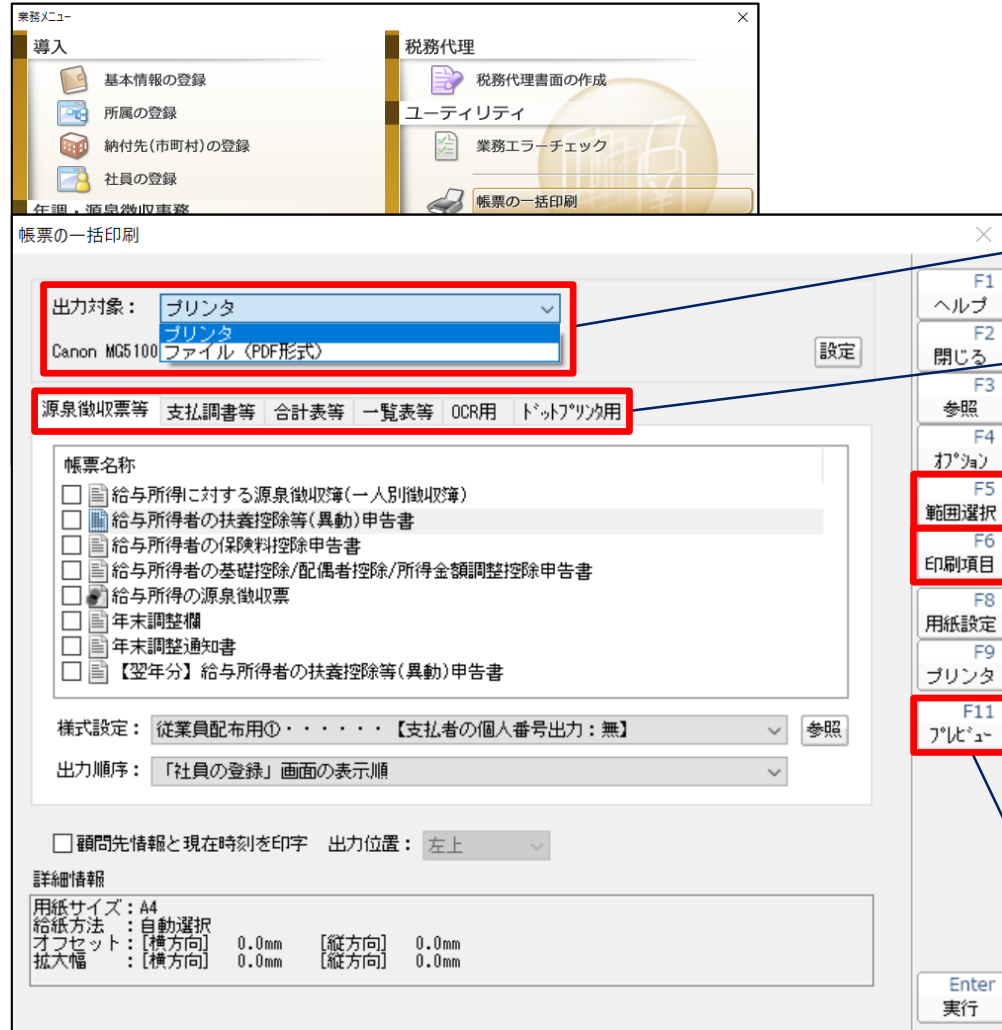 業務メニュー
導入
基本情報の登録
所属の登録
納付先(市町村)の登録
社員の登録
年調・源泉徴収事務
税務代理
税務代理書面の作成
ユーティリティ
業務エラーチェック
帳票の一括印刷
帳票の一括印刷
出力対象： プリンタ
プリンタ
ファイル（PDF形式）
Canon MG5100
設定
源泉徴収票等 支払調書等 合計表等 一覧表等 OCR用 ﾄﾞｯﾄﾌﾟﾘﾝﾀ用
帳票名称
給与所得に対する源泉徴収簿(一人別徴収簿)
給与所得者の扶養控除等(異動)申告書
給与所得者の保険料控除申告書
給与所得者の基礎控除/配偶者控除/所得金額調整控除申告書
給与所得の源泉徴収票
年末調整欄
年末調整通知書
【翌年分】給与所得者の扶養控除等(異動)申告書
様式設定： 従業員配布用①・・・・・・【支払者の個人番号出力：無】 参照
出力順序： 「社員の登録」画面の表示順
顧問先情報と現在時刻を印字 出力位置： 左上
詳細情報
用紙サイズ：A4
給紙方法 ：自動選択
オフセット：[横方向] 0.0mm [縦方向] 0.0mm
拡大幅 ：[横方向] 0.0mm [縦方向] 0.0mm
F1
ヘルプ
F2
閉じる
F3
参照
F4
ｵﾌﾟｼｮﾝ
F5
範囲選択
F6
印刷項目
F8
用紙設定
F9
プリンタ
F11
ﾌﾟﾚﾋﾞｭｰ
Enter
実行